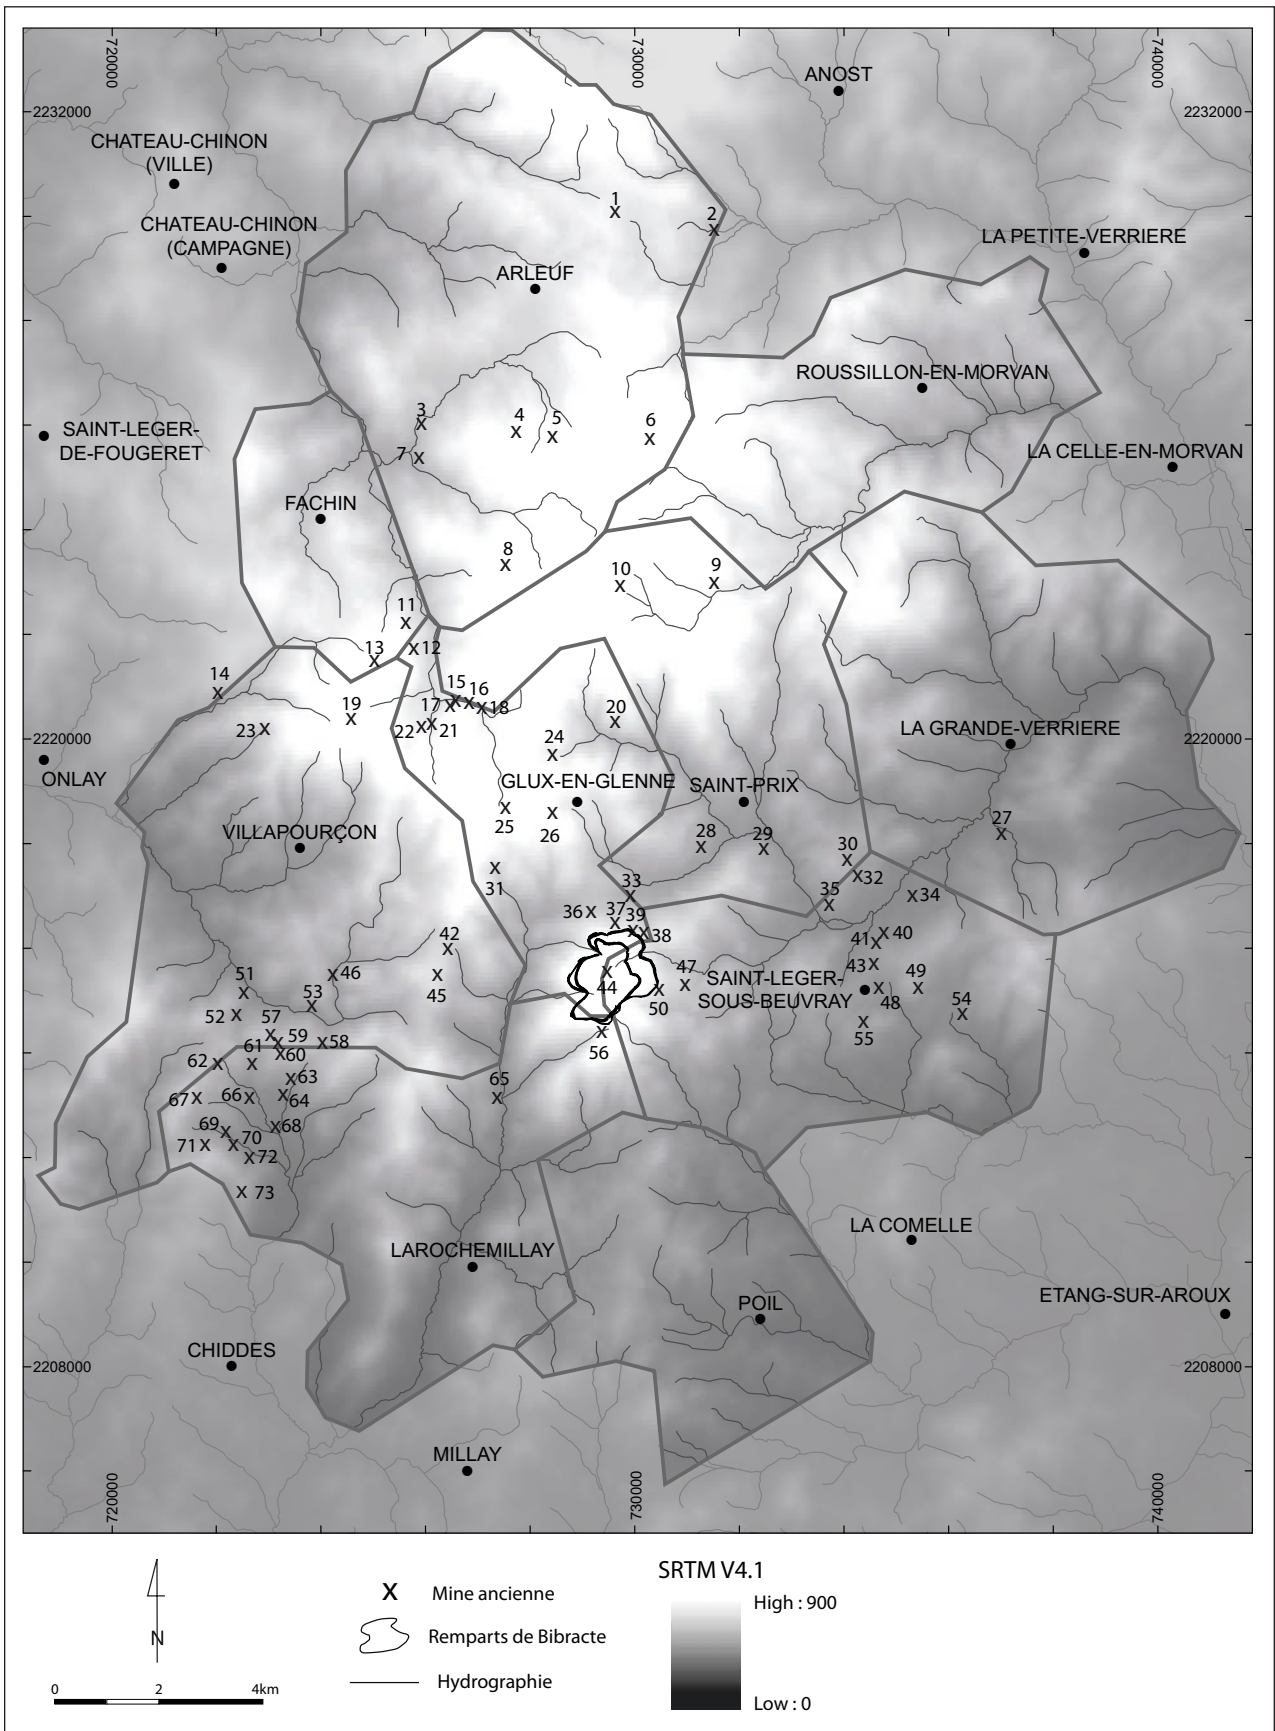 720000
730000
740000
ANOST
2232000
2232000
CHATEAU-CHINON
(VILLE)
1
2
CHATEAU-CHINON
(CAMPAGNE)
LA PETITE-VERRIERE
ARLEUF
ROUSSILLON-EN-MORVAN
3
4
5
6
SAINT-LEGER-
DE-FOUGERET
7
LA CELLE-EN-MORVAN
FACHIN
8
10
9
11
12
13
14
15
16
17
18
19
20
21
22
23
24
LA GRANDE-VERRIERE
2220000
2220000
ONLAY
GLUX-EN-GLENNE
SAINT-PRIX
25
26
27
VILLAPOURÇON
28
29
30
31
32
33
34
35
36
37
39
38
40
41
42
43
44
45
46
47
SAINT-LEGER-
SOUS-BEUVRAY
48
49
50
51
52
53
54
55
56
57
59
58
60
61
62
63
64
65
66
67
68
69
70
71
72
73
LA COMELLE
LAROCHEMILLAY
ETANG-SUR-AROUX
POIL
CHIDDES
2208000
2208000
MILLAY
720000
730000
740000
N
0
2
4km
X Mine ancienne
Remparts de Bibracte
Hydrographie
SRTM V4.1
High : 900
Low : 0